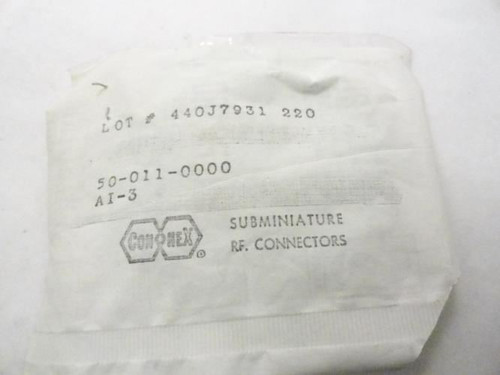 LOT # 440J7931 220
50-011-0000
AI-3
CONHEX ®
SUBMINIATURE
RF. CONNECTORS